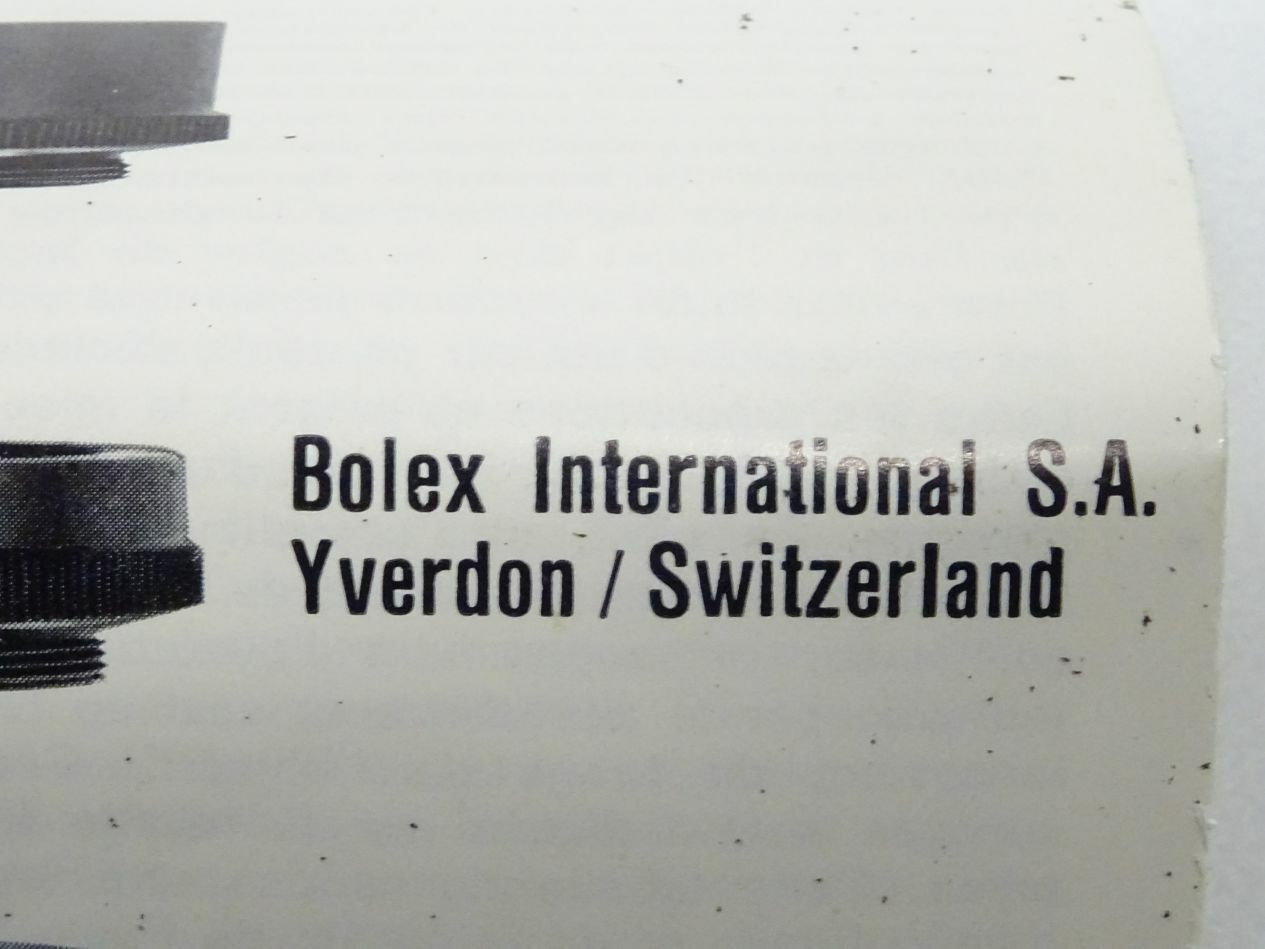 Bolex International S.A.
Yverdon / Switzerland